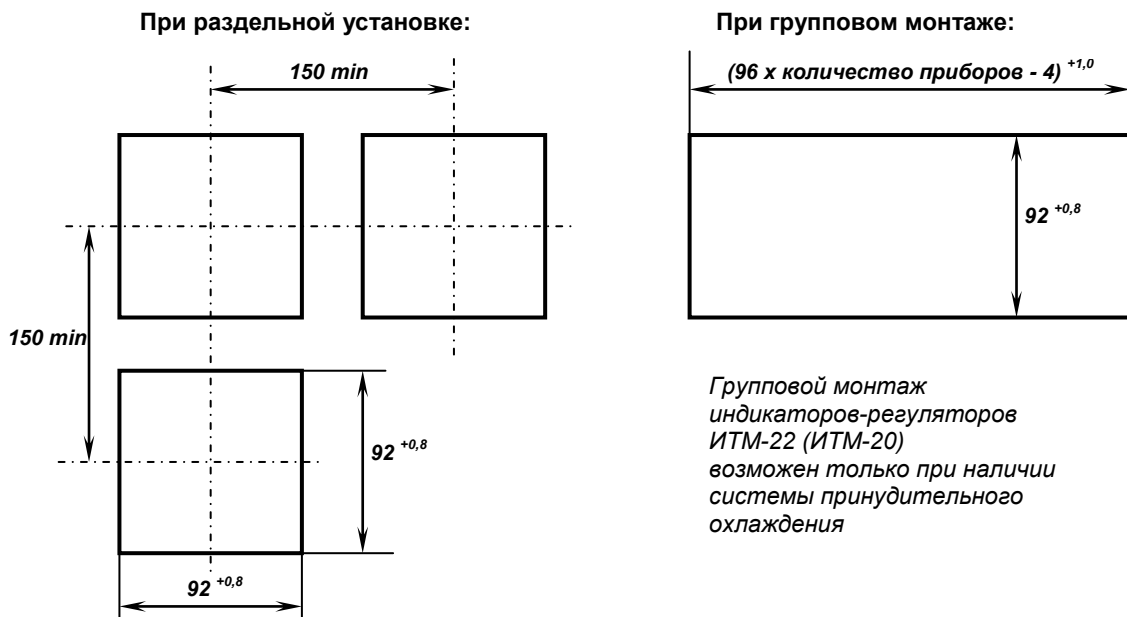 При раздельной установке:
150 min
150 min
92 +0,8
92 +0,8
При групповом монтаже:
(96 x количество приборов - 4) +1,0
92 +0,8
Групповой монтаж
индикаторов-регуляторов
ИТМ-22 (ИТМ-20)
возможен только при наличии
системы принудительного
охлаждения